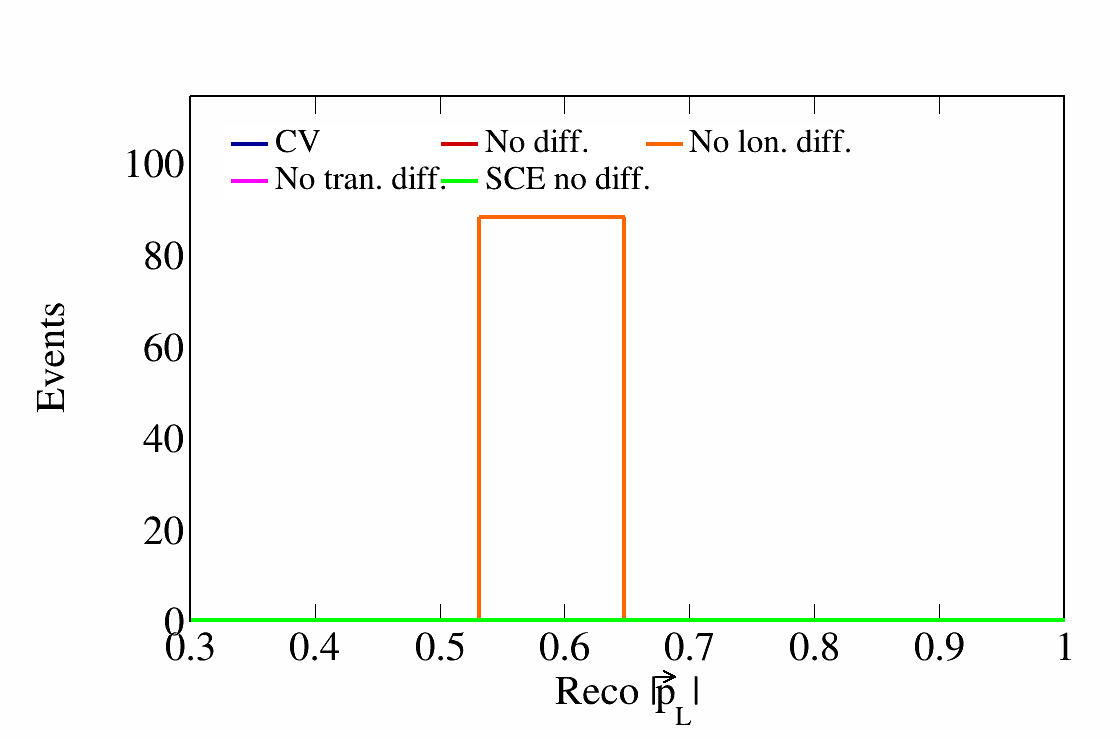 CV No diff. No lon. diff.
No tran. diff. SCE no diff.
100
80
60
40
20
0
Events
0.3 0.4 0.5 0.6 0.7 0.8 0.9 1
Reco |p⃗_L|